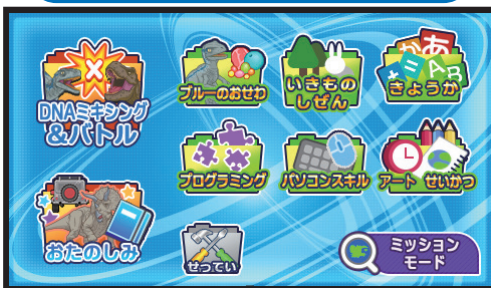 DNAミキシング
&バトル
ブルーのおせわ
いきもの
しぜん
かあ
AB
きょうか
プログラミング
パソコンスキル
アート せいかつ
おたのしみ
せってい
ミッション
モード